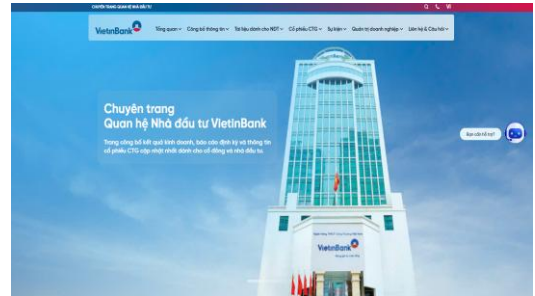 CHUYÊN TRANG QUAN HỆ NHÀ ĐẦU TƯ
VietinBank
Tổng quan
Công bố thông tin
Tài liệu dành cho NĐT
Cổ phiếu CTG
Sự kiện
Quản trị doanh nghiệp
Liên hệ & Câu hỏi
Chuyên trang
Quan hệ Nhà đầu tư VietinBank
Trang công bố kết quả kinh doanh, báo cáo định kỳ và thông tin
cổ phiếu CTG cập nhật nhất dành cho cổ đông và nhà đầu tư.
Bạn cần hỗ trợ?
VietinBank